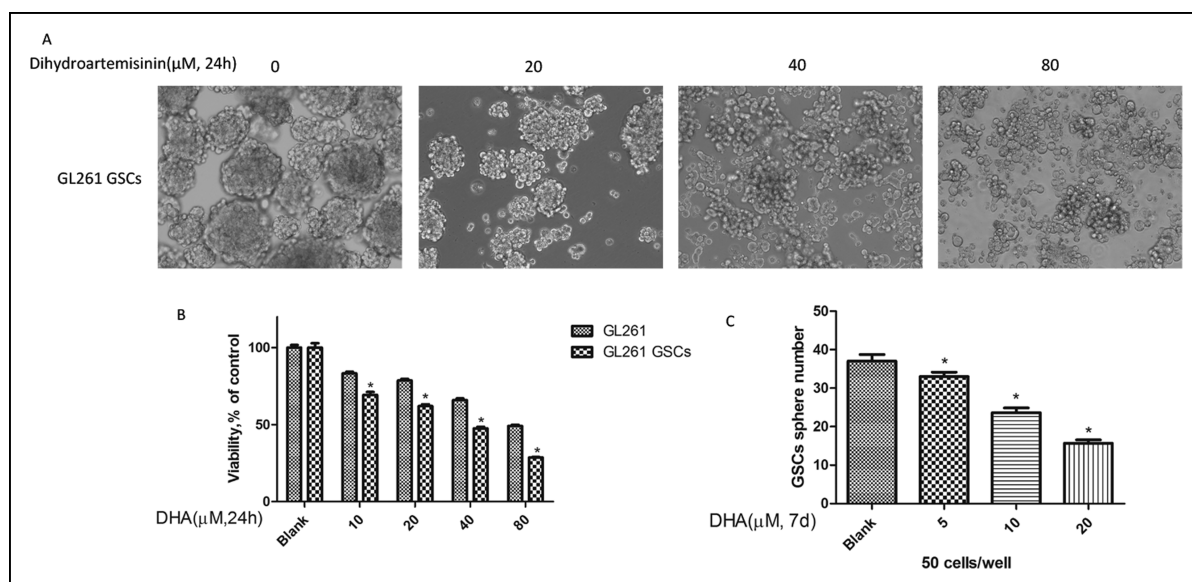 A
Dihydroartemisinin(μM, 24h) 0 20 40 80
GL261 GSCs
B
Viability,% of control
100
50
0
* * * *
GL261
GL261 GSCs
DHA(μM,24h)
Blank 10 20 40 80
C
GSCs sphere number
50
40
30
20
10
0
* * *
DHA(μM, 7d)
Blank 5 10 20
50 cells/well